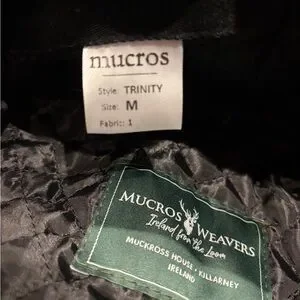 mucros
Style: TRINITY
Size: M
Fabric: 1
MUCROS WEAVERS
Ireland from the Loom
MUCKROSS HOUSE, KILLARNEY
IRELAND